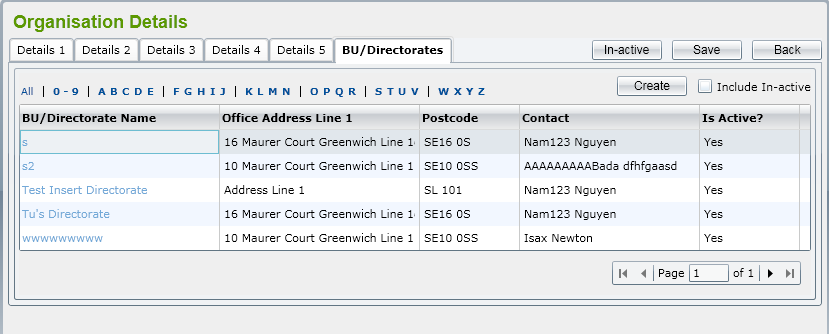 Organisation Details
Details 1 Details 2 Details 3 Details 4 Details 5 BU/Directorates In-active Save Back
All | 0 - 9 | A B C D E | F G H I J | K L M N | O P Q R | S T U V | W X Y Z Create Include In-active
BU/Directorate Name Office Address Line 1 Postcode Contact Is Active?
s 16 Maurer Court Greenwich Line 1 SE16 0S Nam123 Nguyen Yes
s2 10 Maurer Court Greenwich Line 1 SE10 0SS AAAAAAAAABada dfhfgaasd Yes
Test Insert Directorate Address Line 1 SL 101 Nam123 Nguyen Yes
Tu's Directorate 16 Maurer Court Greenwich Line 1 SE16 0S Nam123 Nguyen Yes
wwwwwwwww 10 Maurer Court Greenwich Line 1 SE10 0SS Isax Newton Yes
Page 1 of 1